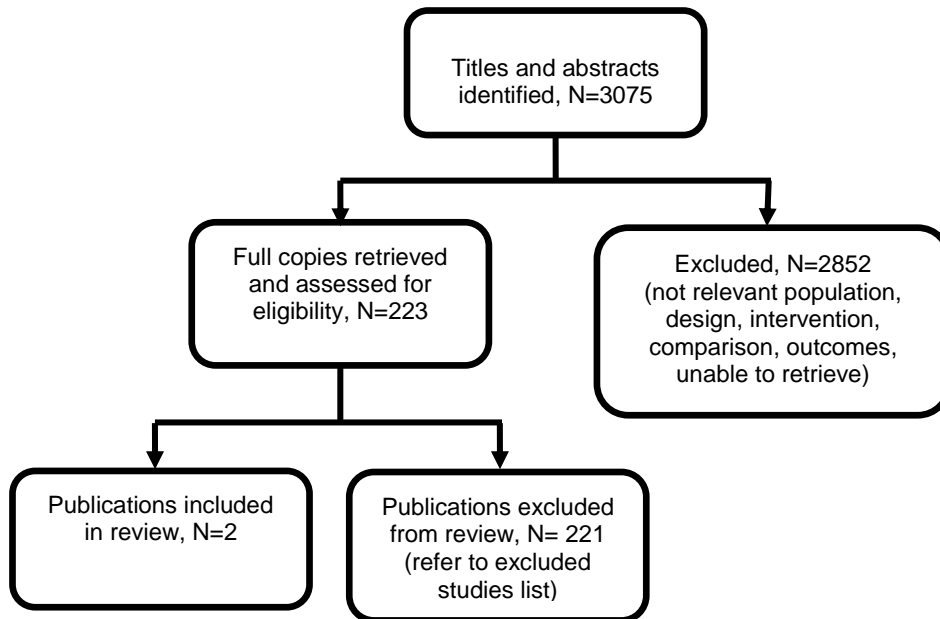 Titles and abstracts
identified, N=3075
Full copies retrieved
and assessed for
eligibility, N=223
Excluded, N=2852
(not relevant population,
design, intervention,
comparison, outcomes,
unable to retrieve)
Publications included
in review, N=2
Publications excluded
from review, N= 221
(refer to excluded
studies list)